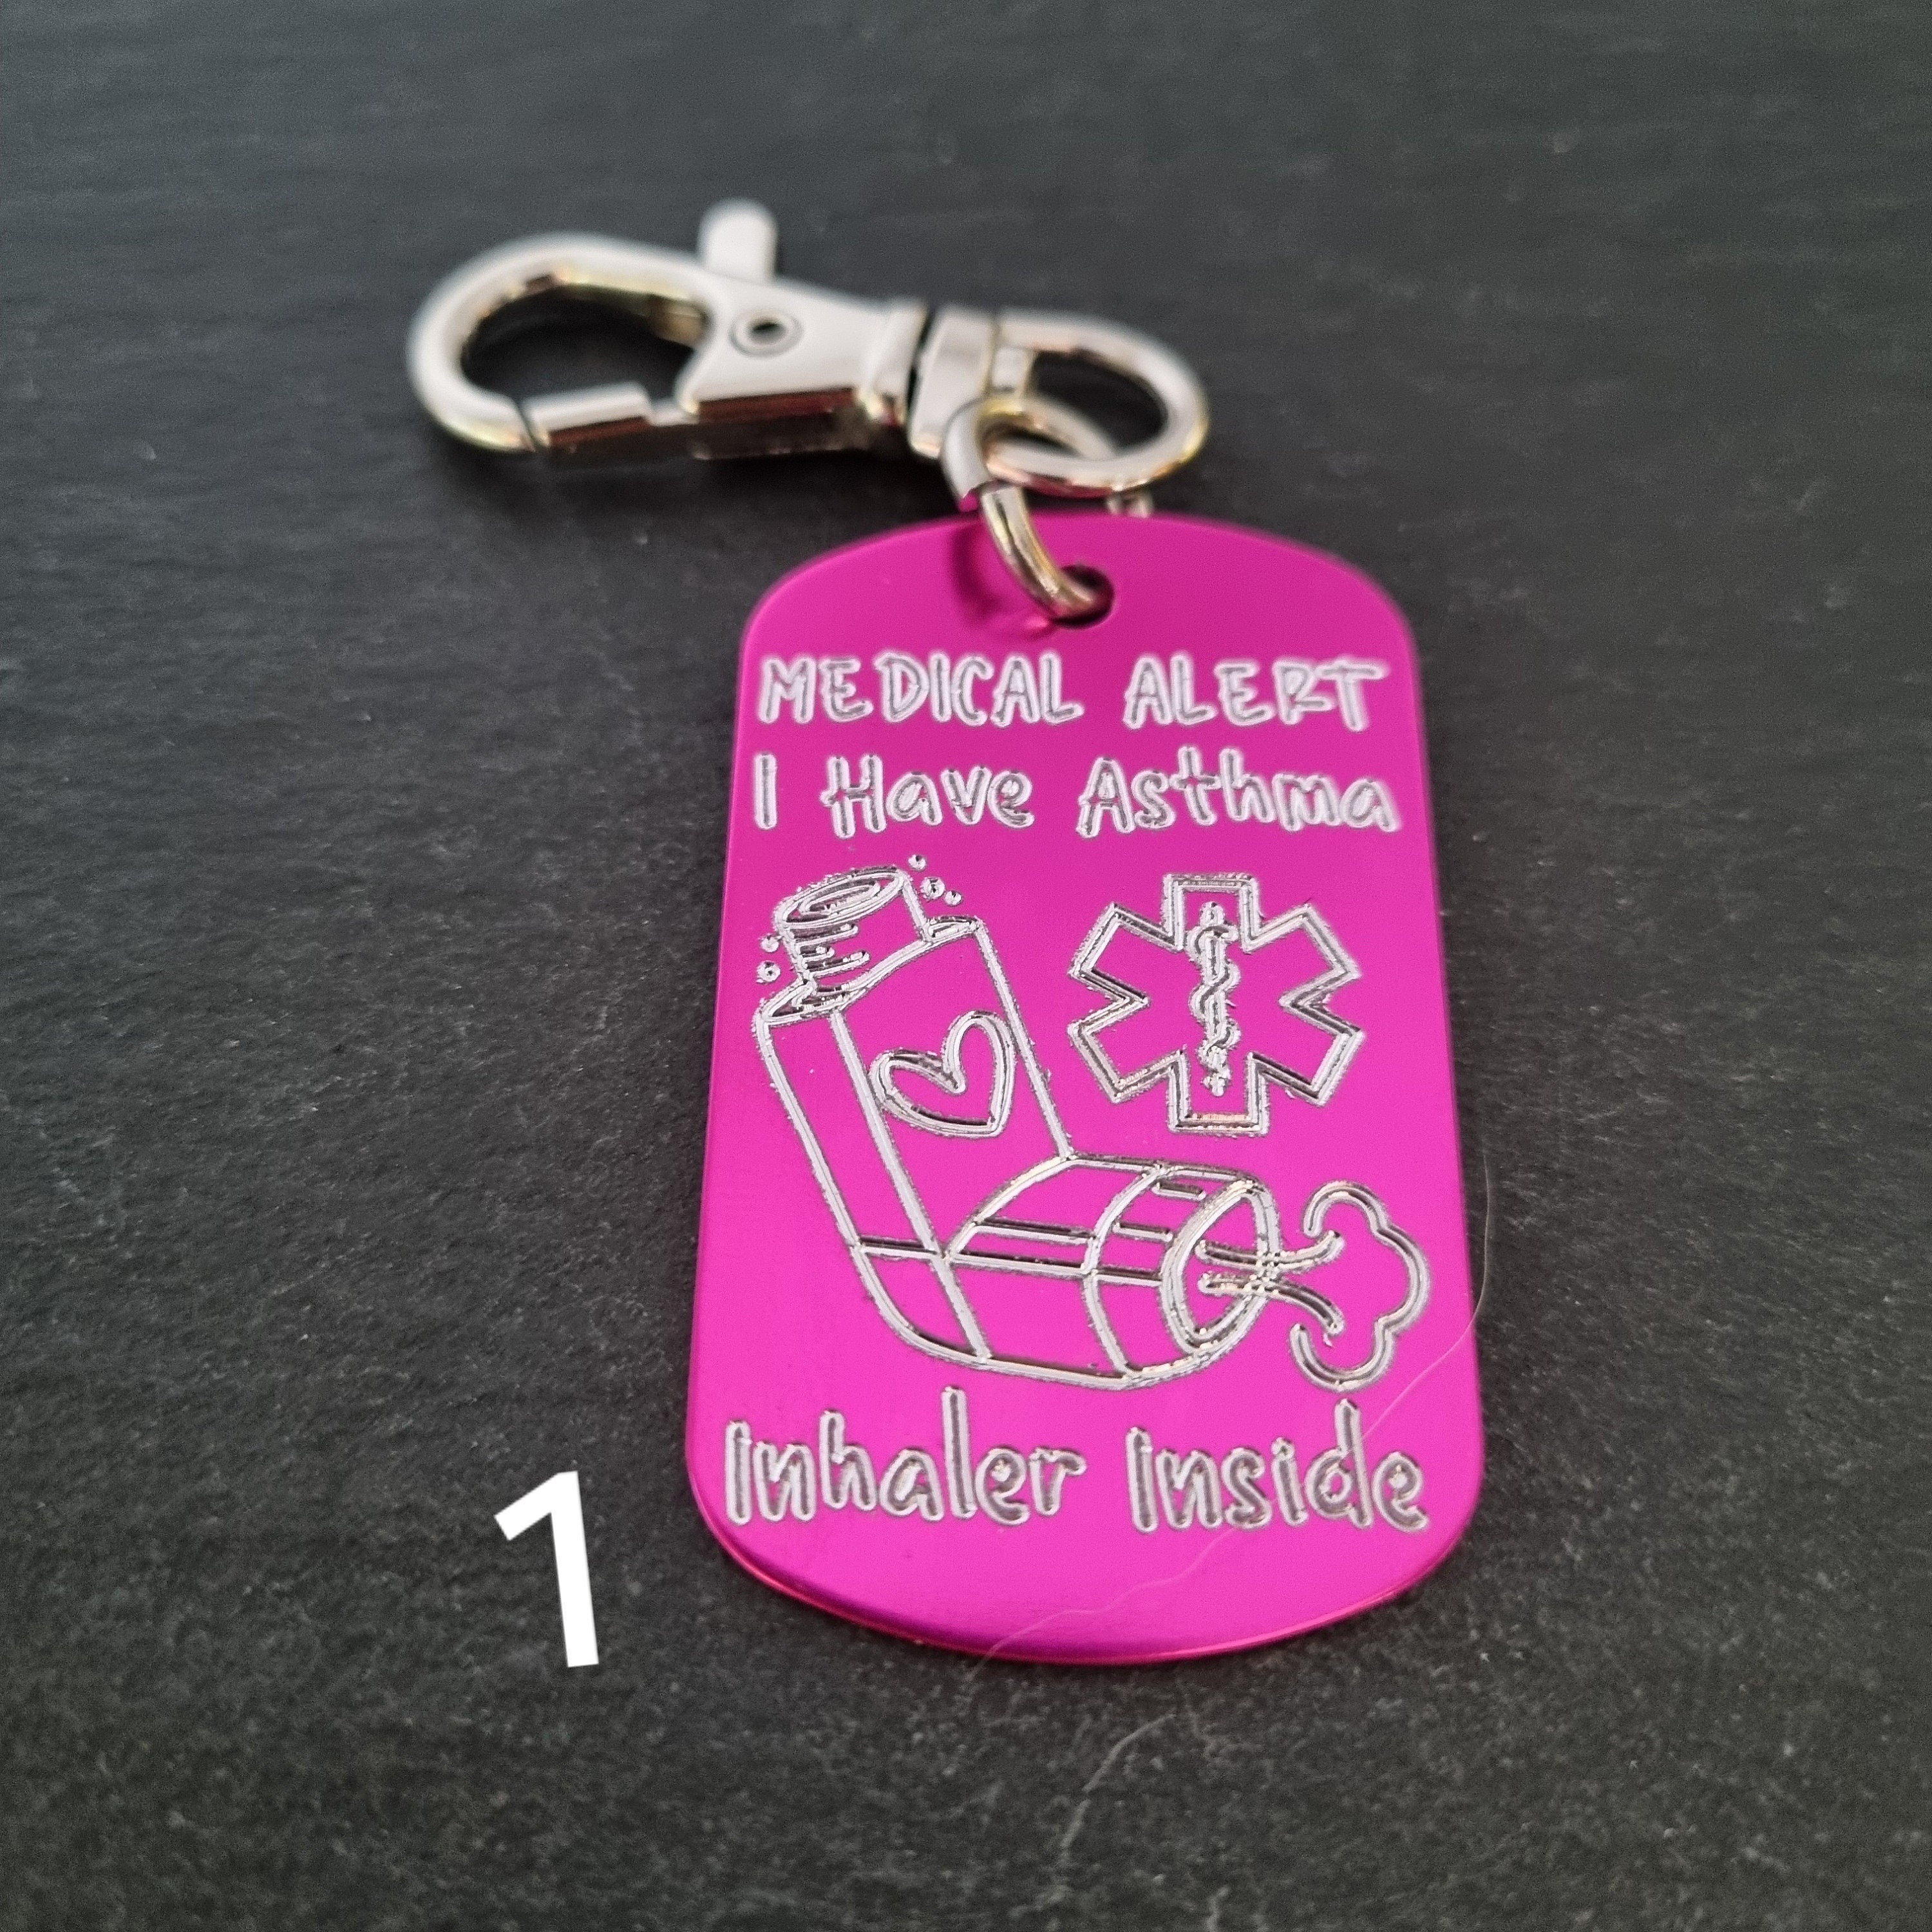 MEDICAL ALERT
I Have Asthma
Inhaler Inside
1